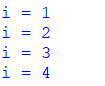 i = 1
i = 2
i = 3
i = 4